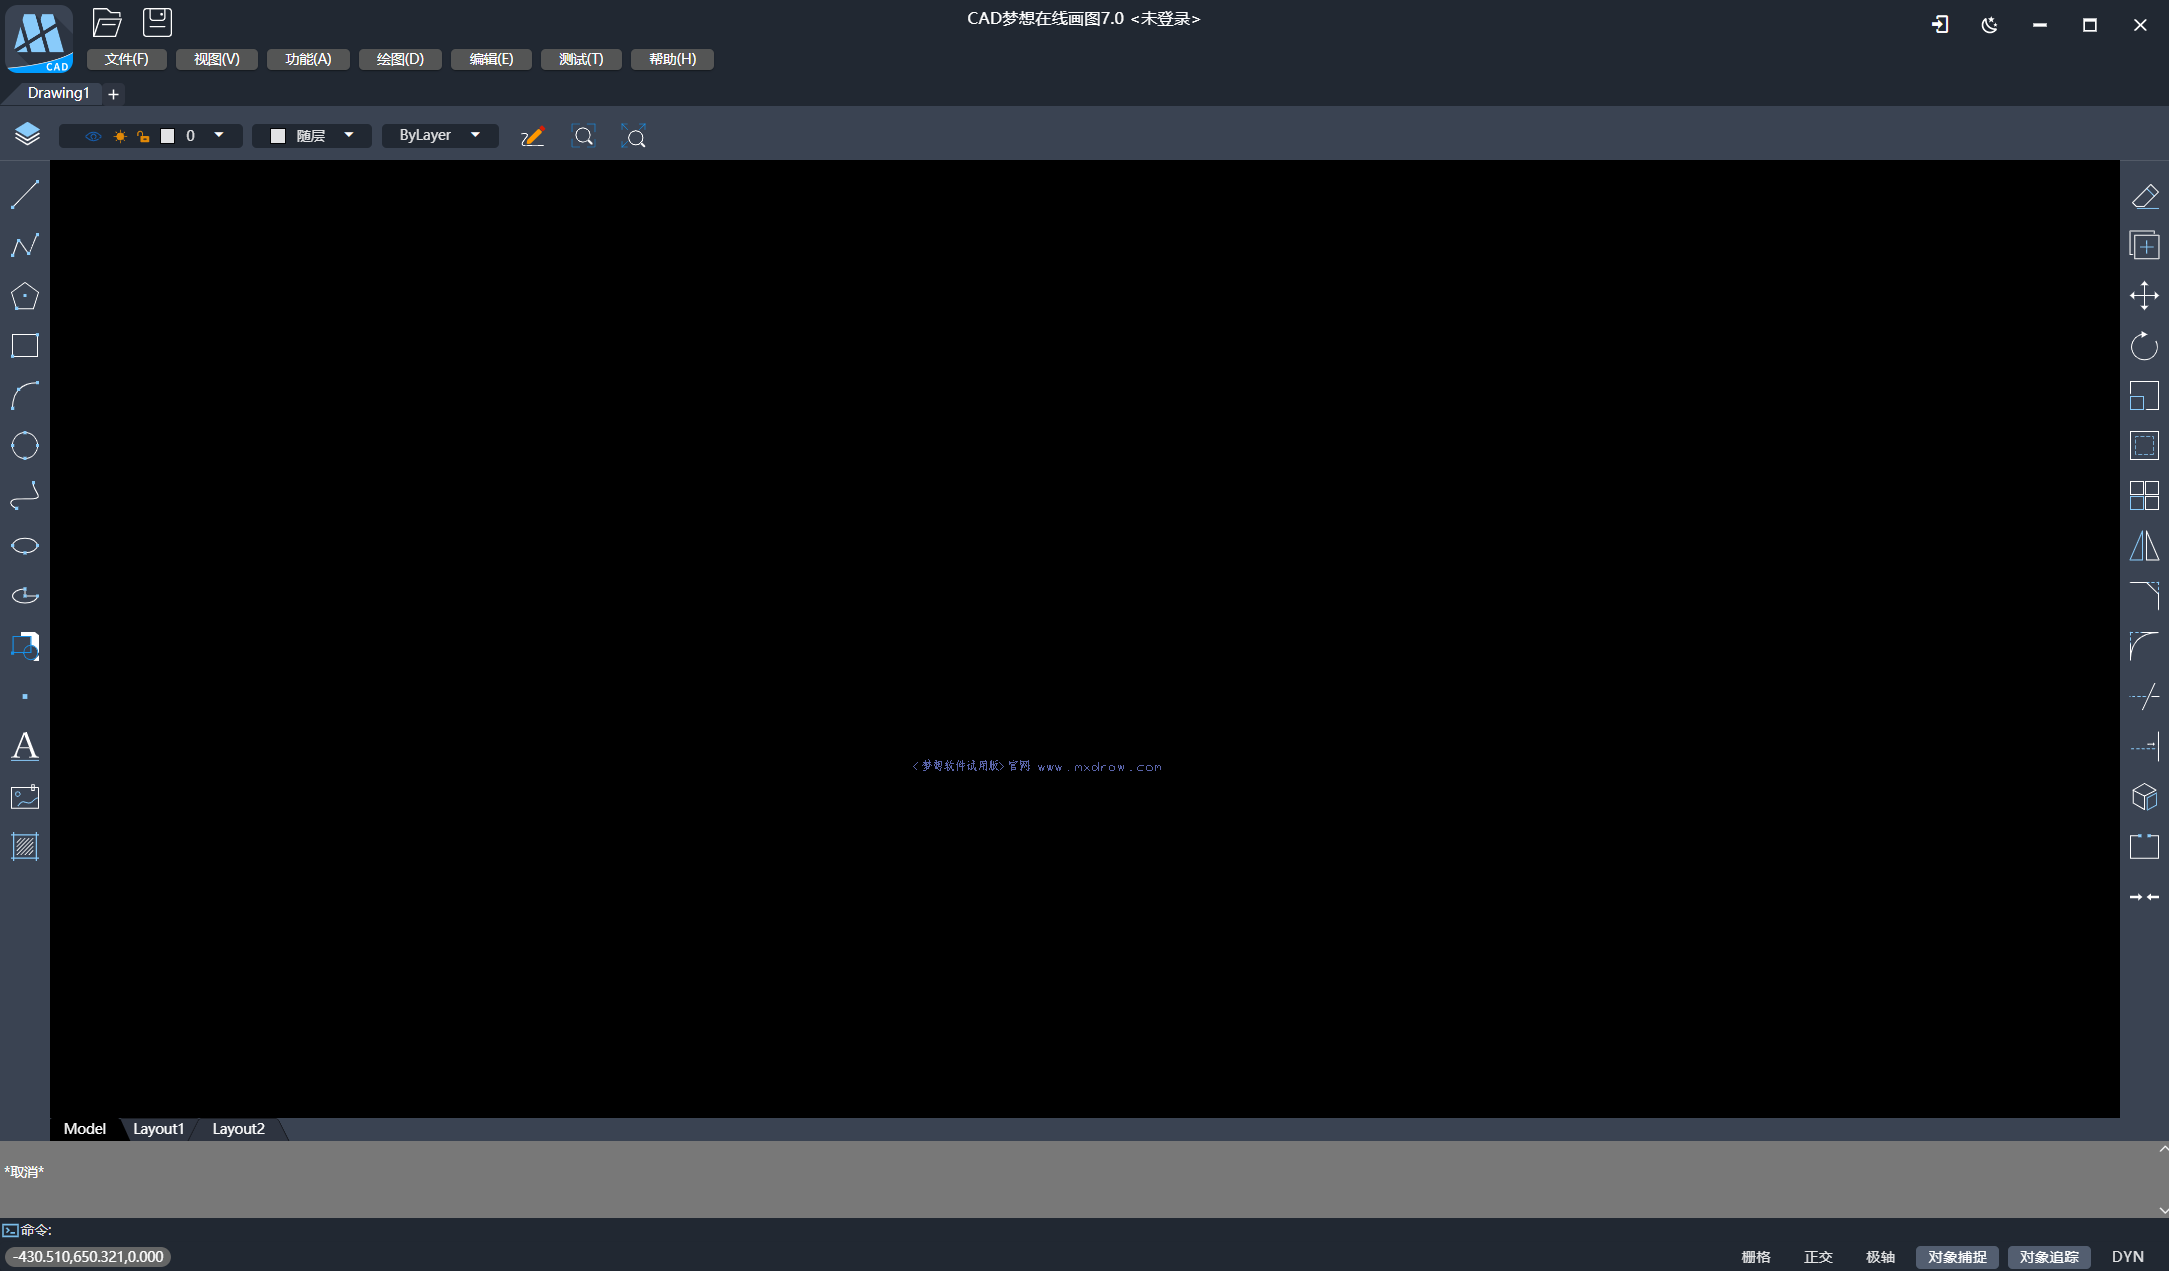 CAD梦想在线画图7.0 <未登录>
CAD
文件(F) 视图(V) 功能(A) 绘图(D) 编辑(E) 测试(T) 帮助(H)
Drawing1 +
0 随层 ByLayer
<梦想软件试用版>官网 www.mxdraw.com
Model Layout1 Layout2
*取消*
命令:
-430.510,650.321,0.000 栅格 正交 极轴 对象捕捉 对象追踪 DYN